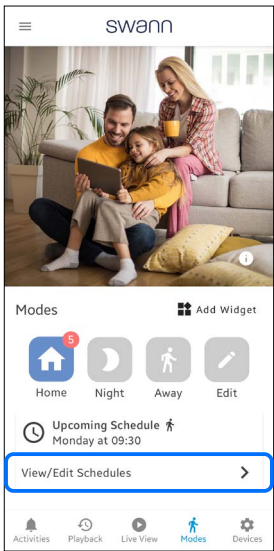 swann
Modes
Add Widget
5
Home
Night
Away
Edit
Upcoming Schedule
Monday at 09:30
View/Edit Schedules
Activities
Playback
Live View
Modes
Devices